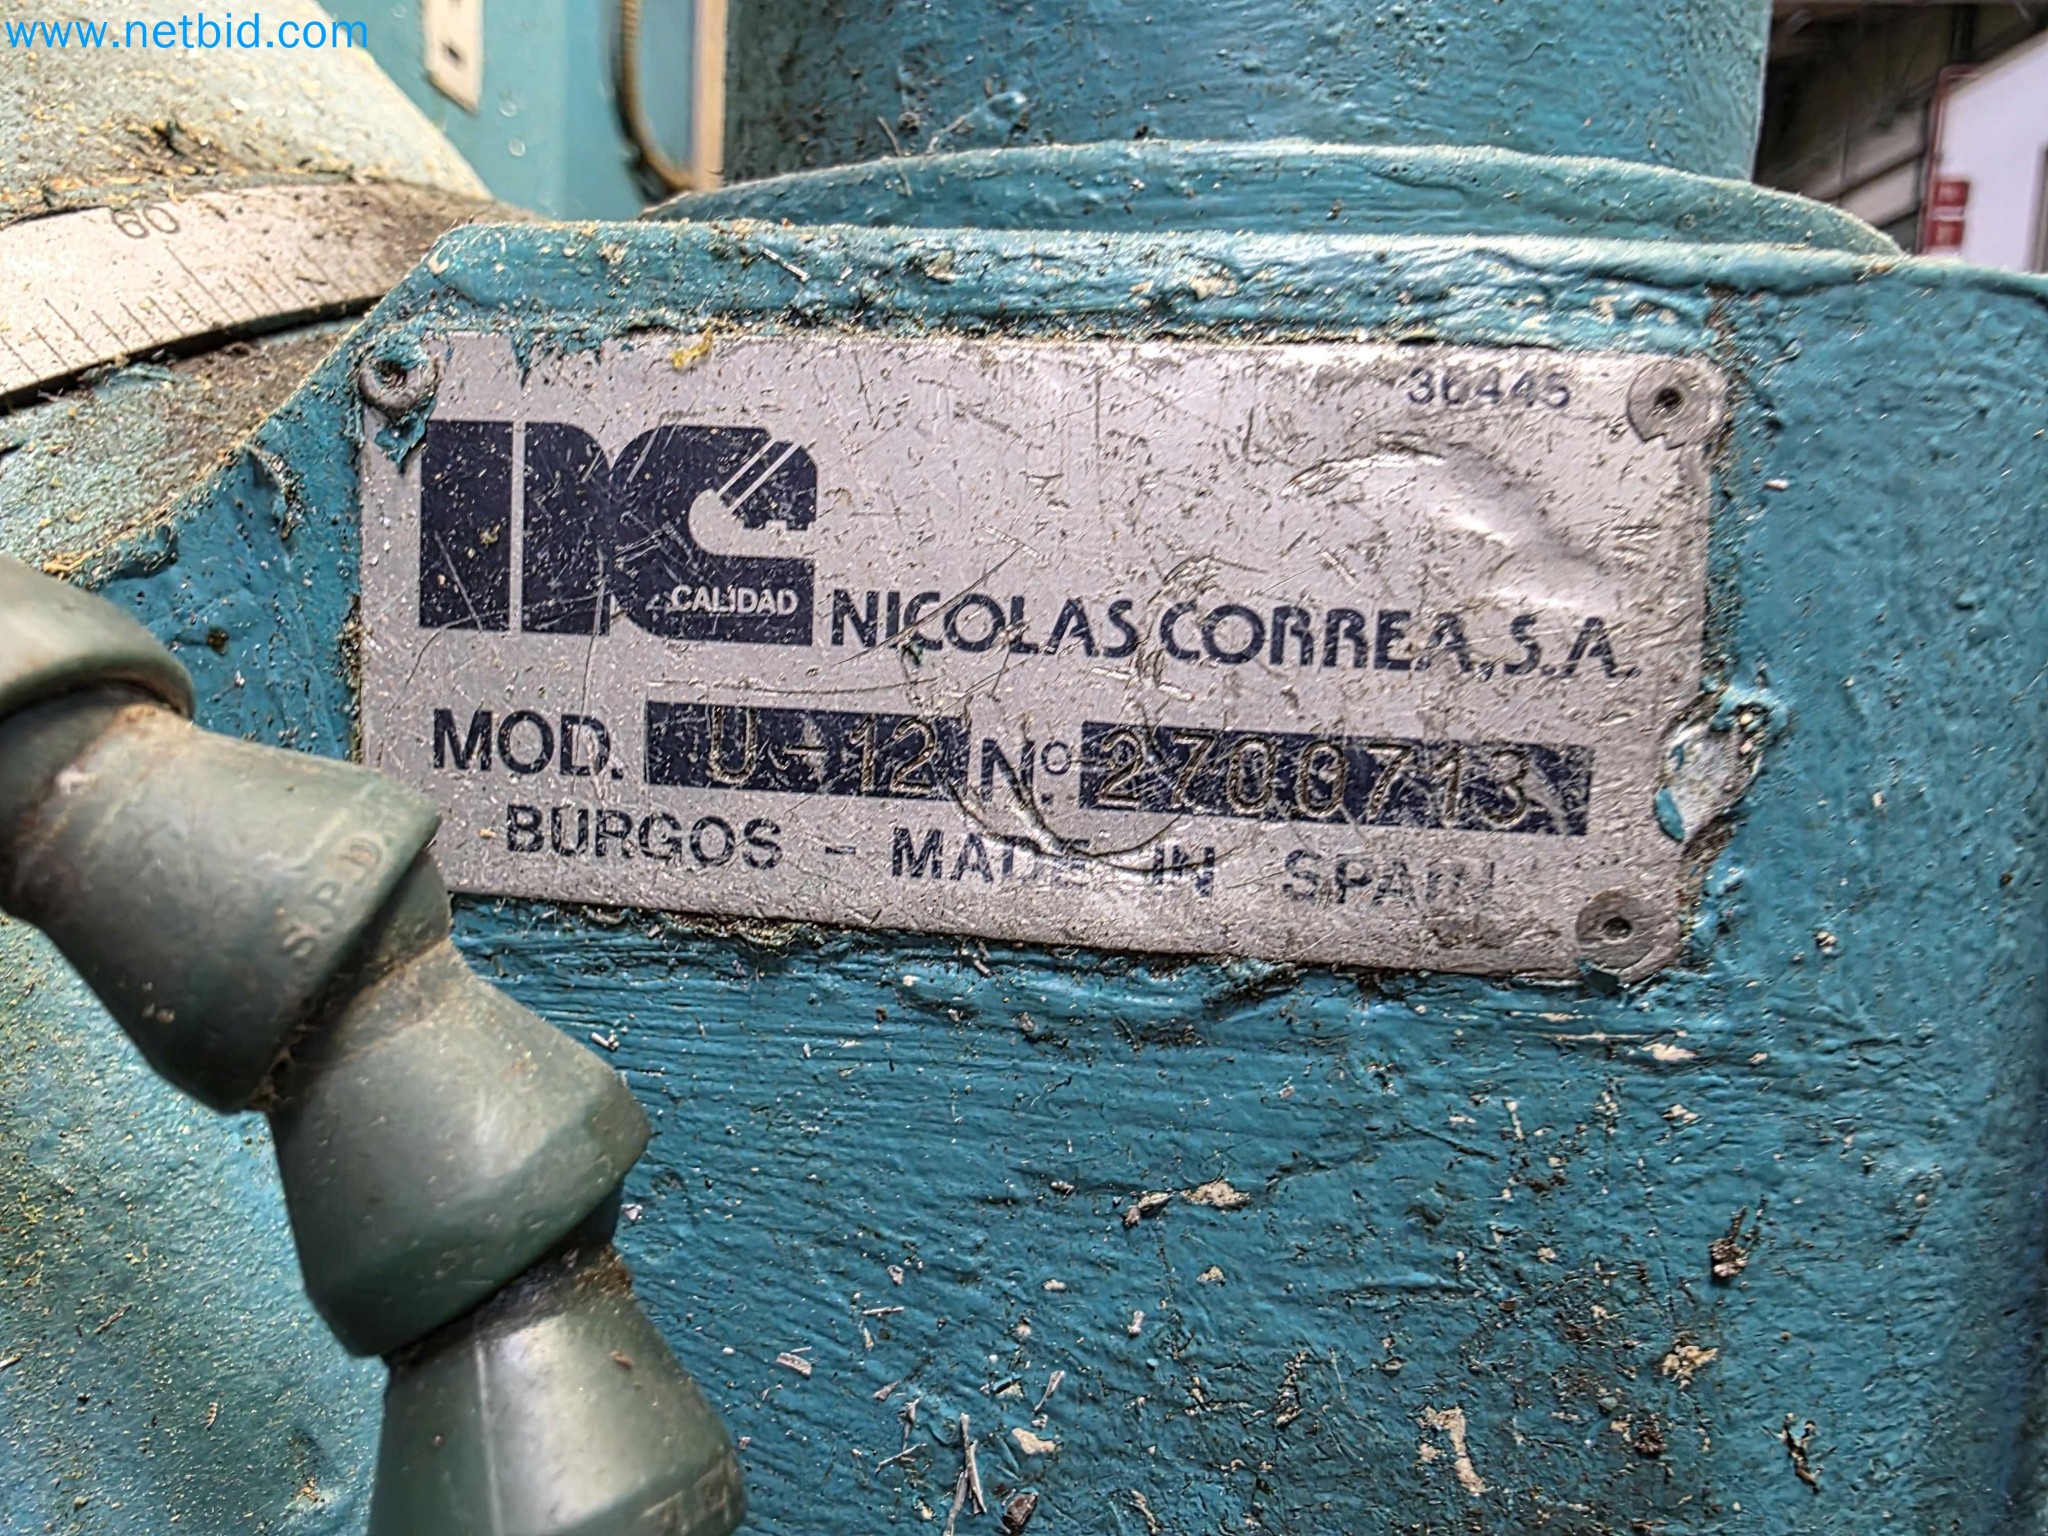 www.netbid.com
60
36445
CALIDAD
NICOLAS CORREA, S.A.
MOD. U-12 Nº. 2700713
BURGOS - MADE IN SPAIN
S.P.D.